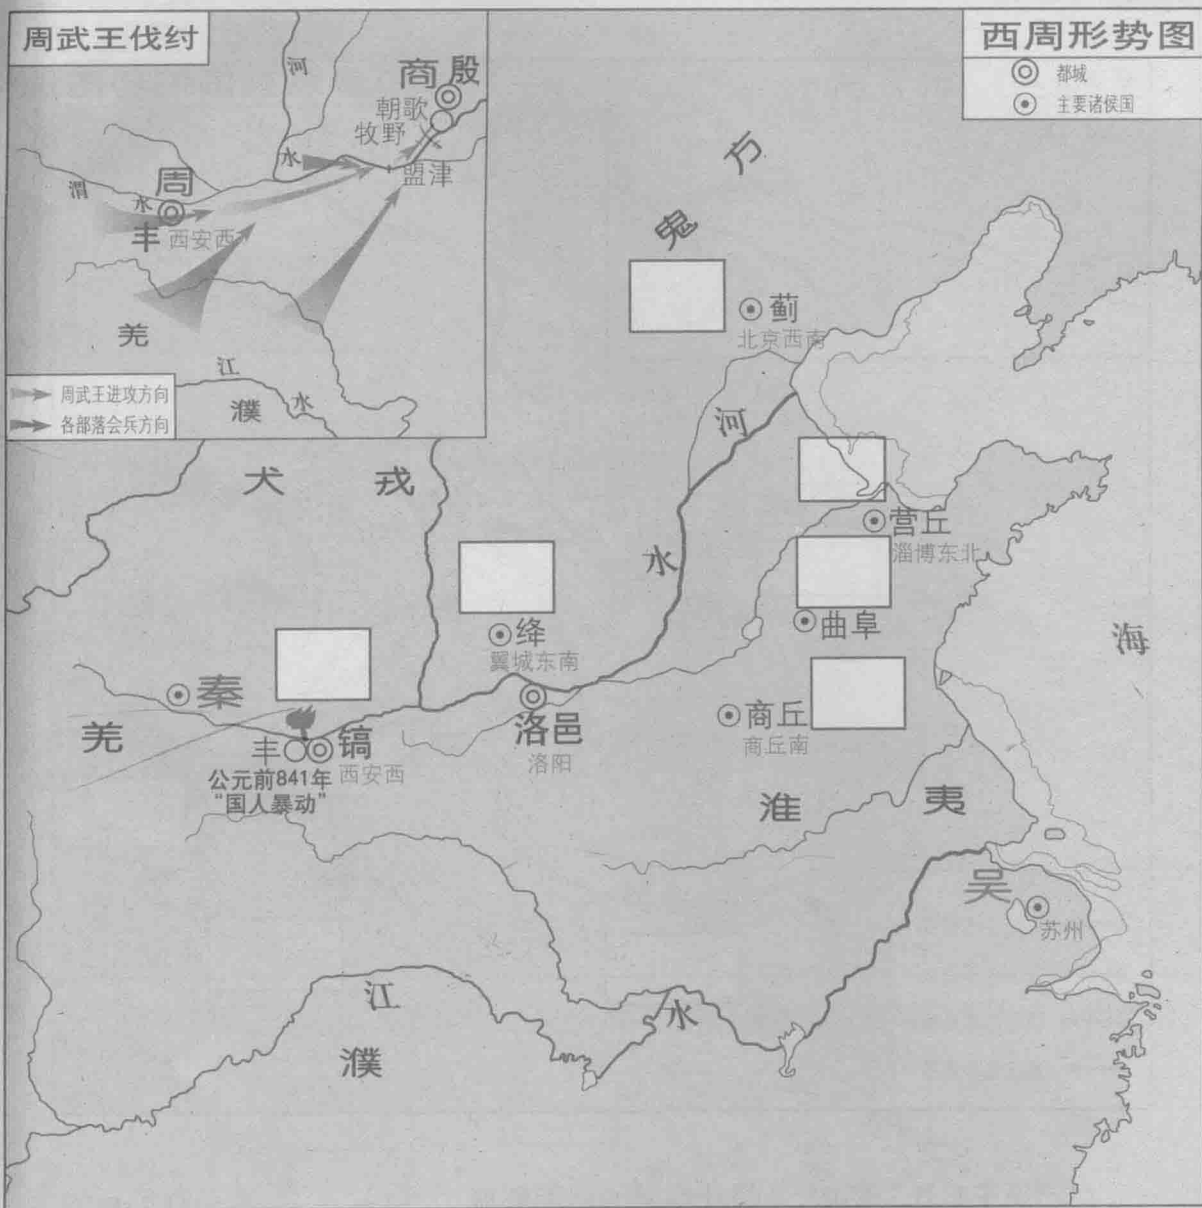 周武王伐纣
河
商 殷
朝歌
牧野
水
盟津
渭
水
周
丰 西安西
羌
江
水
濮
周武王进攻方向
各部落会兵方向
西周形势图
都城
主要诸侯国
鬼方
蓟
北京西南
河
水
犬 戎
营丘
淄博东北
曲阜
绛
翼城东南
海
秦
羌
丰 镐
西安西
公元前841年
“国人暴动”
洛邑
洛阳
商丘
商丘南
淮 夷
吴
苏州
江
水
濮